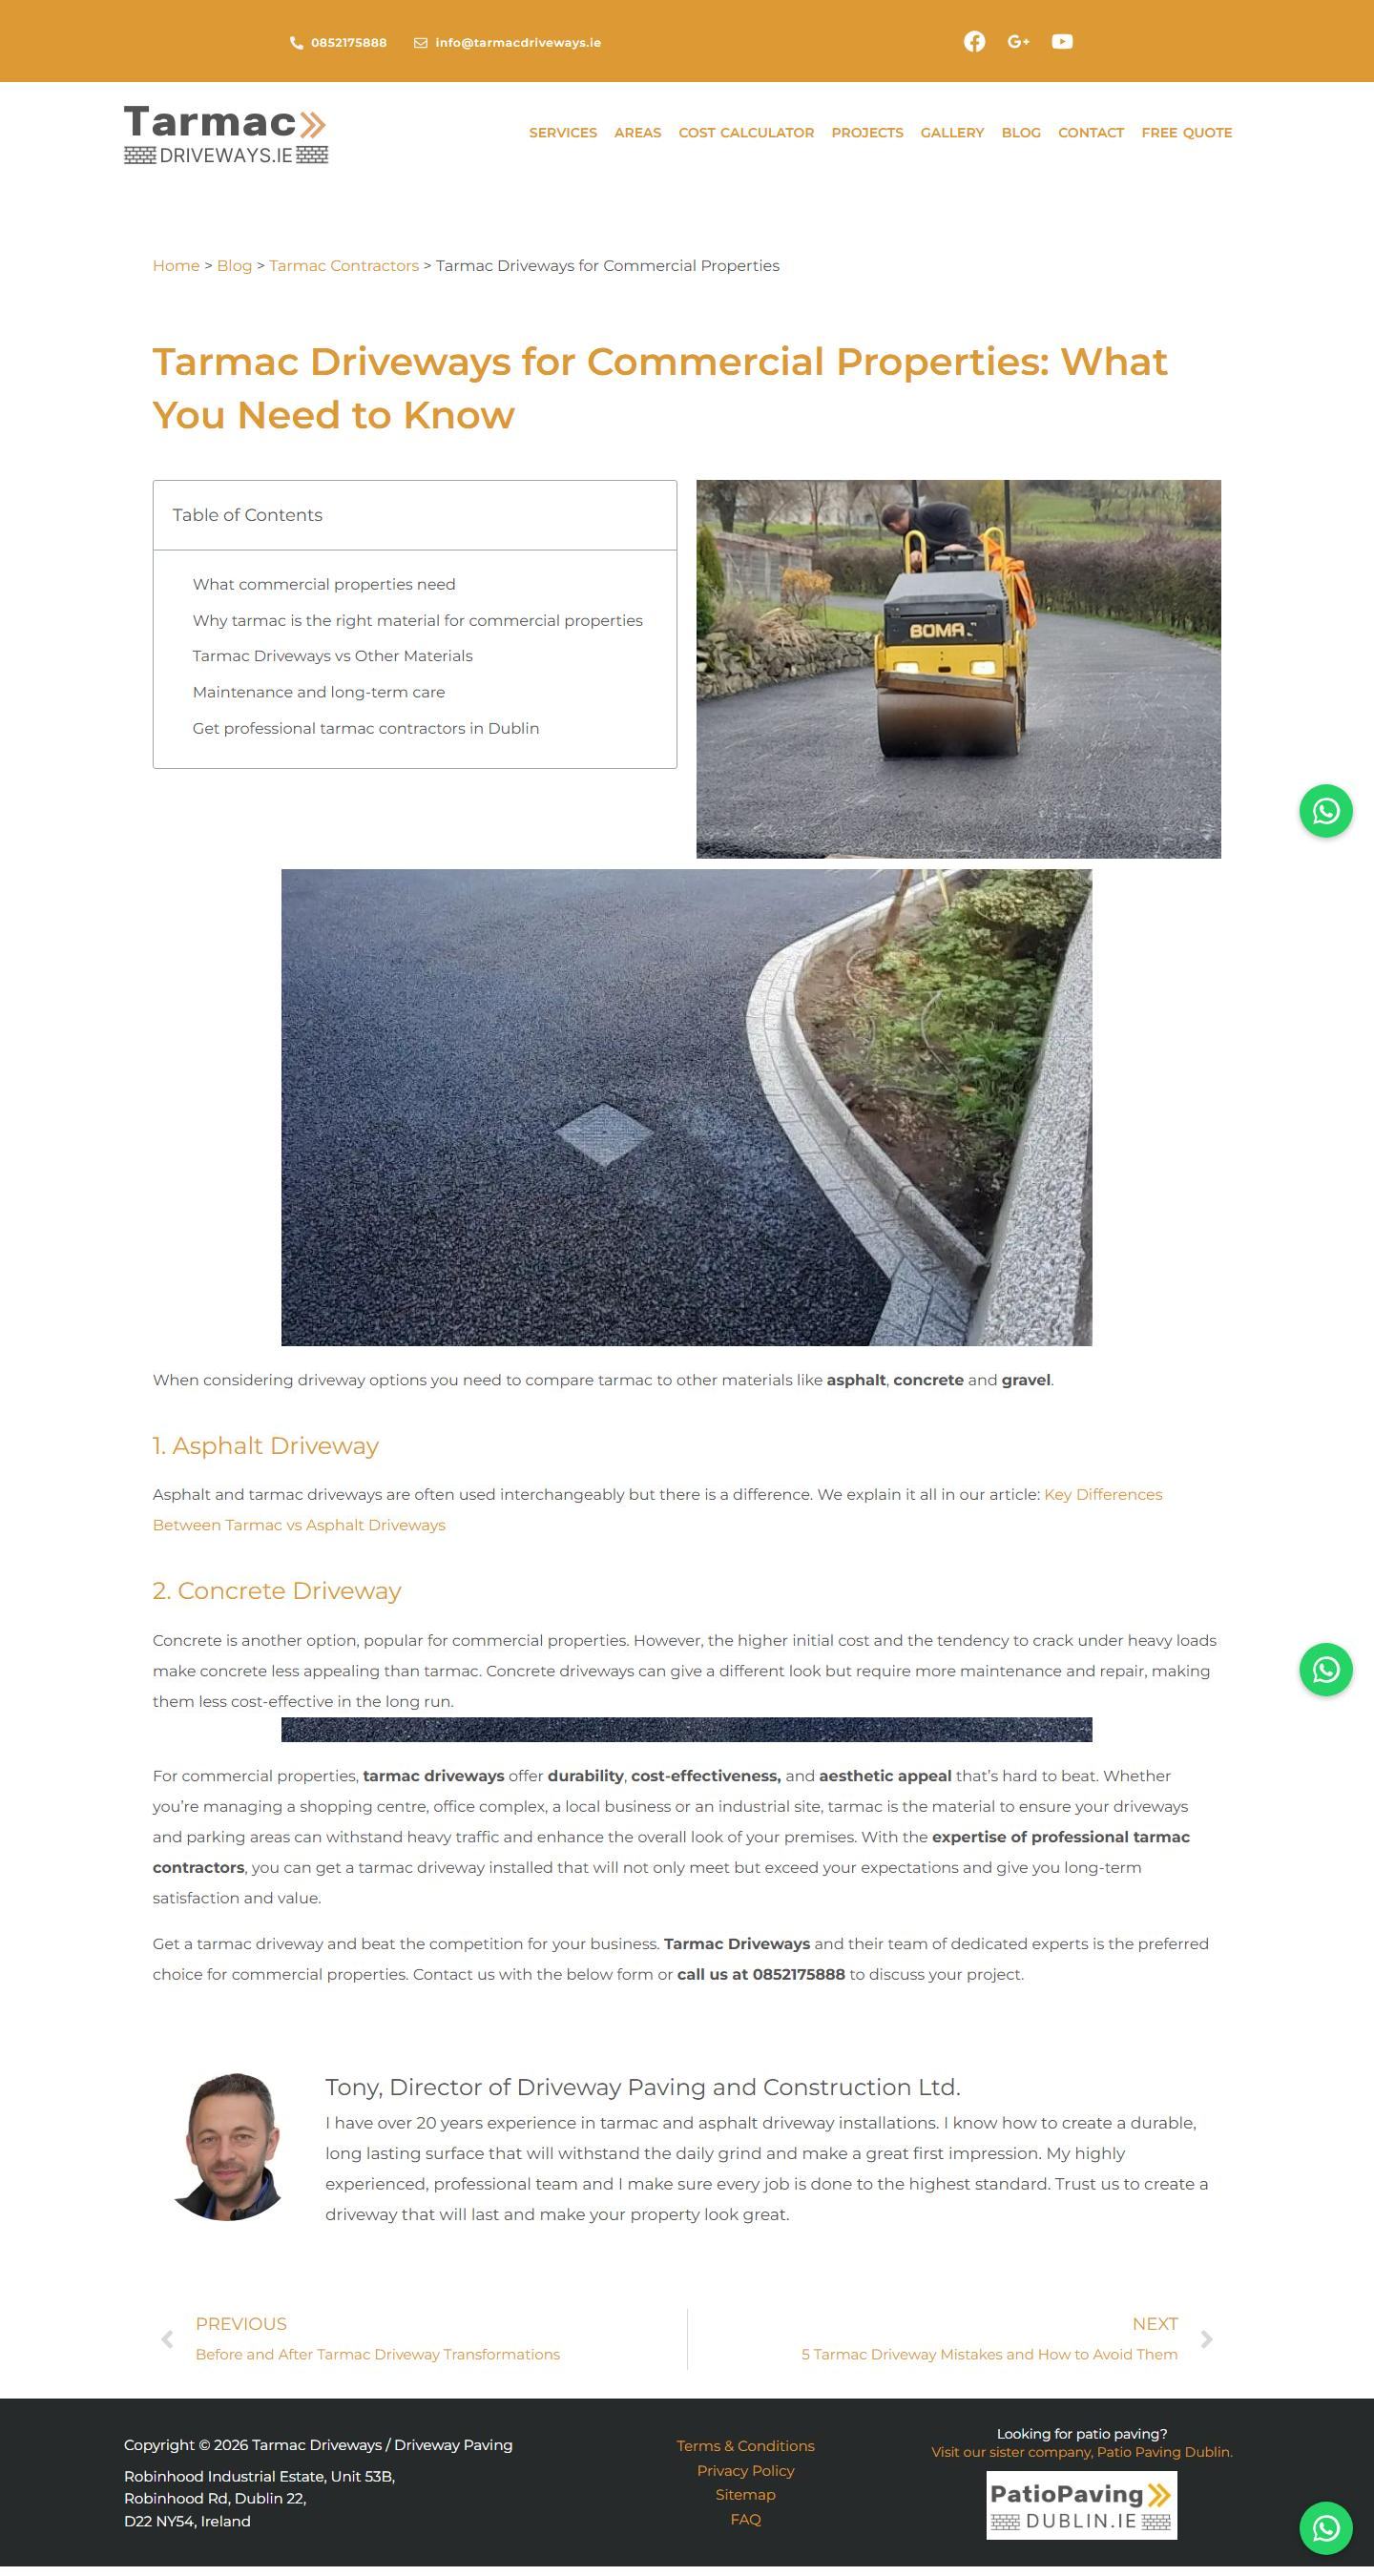 0852175888 info@tarmacdriveways.ie
Tarmac
DRIVEWAYS.IE
SERVICES AREAS COST CALCULATOR PROJECTS GALLERY BLOG CONTACT FREE QUOTE
Home > Blog > Tarmac Contractors > Tarmac Driveways for Commercial Properties
Tarmac Driveways for Commercial Properties: What
You Need to Know
Table of Contents
What commercial properties need
Why tarmac is the right material for commercial properties
Tarmac Driveways vs Other Materials
Maintenance and long-term care
Get professional tarmac contractors in Dublin
BOMA
When considering driveway options you need to compare tarmac to other materials like asphalt, concrete and gravel.
1. Asphalt Driveway
Asphalt and tarmac driveways are often used interchangeably but there is a difference. We explain it all in our article: Key Differences
Between Tarmac vs Asphalt Driveways
2. Concrete Driveway
Concrete is another option, popular for commercial properties. However, the higher initial cost and the tendency to crack under heavy loads
make concrete less appealing than tarmac. Concrete driveways can give a different look but require more maintenance and repair, making
them less cost-effective in the long run.
For commercial properties, tarmac driveways offer durability, cost-effectiveness, and aesthetic appeal that's hard to beat. Whether
you're managing a shopping centre, office complex, a local business or an industrial site, tarmac is the material to ensure your driveways
and parking areas can withstand heavy traffic and enhance the overall look of your premises. With the expertise of professional tarmac
contractors, you can get a tarmac driveway installed that will not only meet but exceed your expectations and give you long-term
satisfaction and value.
Get a tarmac driveway and beat the competition for your business. Tarmac Driveways and their team of dedicated experts is the preferred
choice for commercial properties. Contact us with the below form or call us at 0852175888 to discuss your project.
Tony, Director of Driveway Paving and Construction Ltd.
I have over 20 years experience in tarmac and asphalt driveway installations. I know how to create a durable,
long lasting surface that will withstand the daily grind and make a great first impression. My highly
experienced, professional team and I make sure every job is done to the highest standard. Trust us to create a
driveway that will last and make your property look great.
PREVIOUS
Before and After Tarmac Driveway Transformations
NEXT
5 Tarmac Driveway Mistakes and How to Avoid Them
Copyright © 2026 Tarmac Driveways / Driveway Paving
Robinhood Industrial Estate, Unit 53B,
Robinhood Rd, Dublin 22,
D22 NY54, Ireland
Terms & Conditions
Privacy Policy
Sitemap
FAQ
Looking for patio paving?
Visit our sister company, Patio Paving Dublin.
PatioPaving
DUBLIN.IE